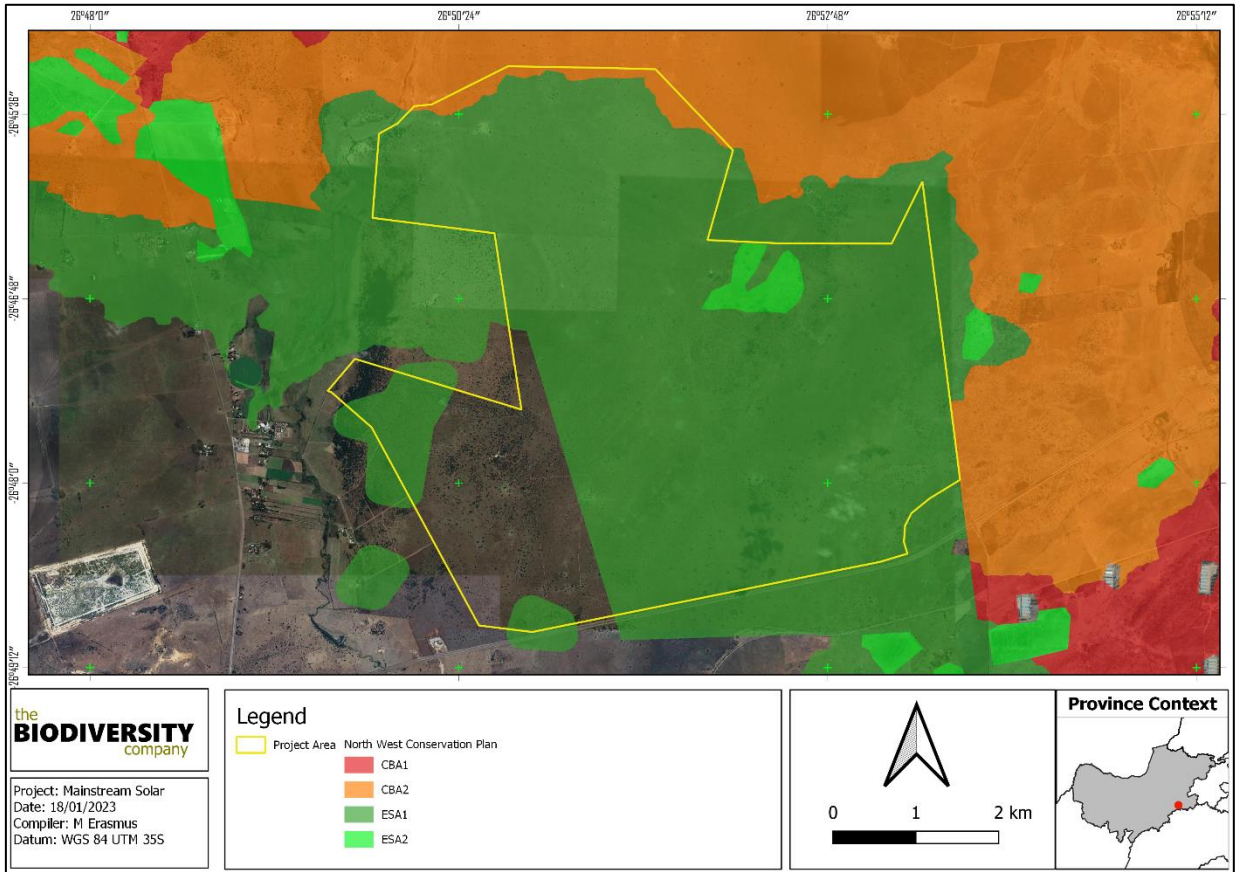 26°48′0″ 26°50′24″ 26°52′48″ 26°55′12″
-26°45′36″
-26°46′48″
-26°48′0″
-26°49′12″
the
BIODIVERSITY
company
Project: Mainstream Solar
Date: 18/01/2023
Compiler: M Erasmus
Datum: WGS 84 UTM 35S
Legend
Project Area North West Conservation Plan
CBA1
CBA2
ESA1
ESA2
0 1 2 km
Province Context